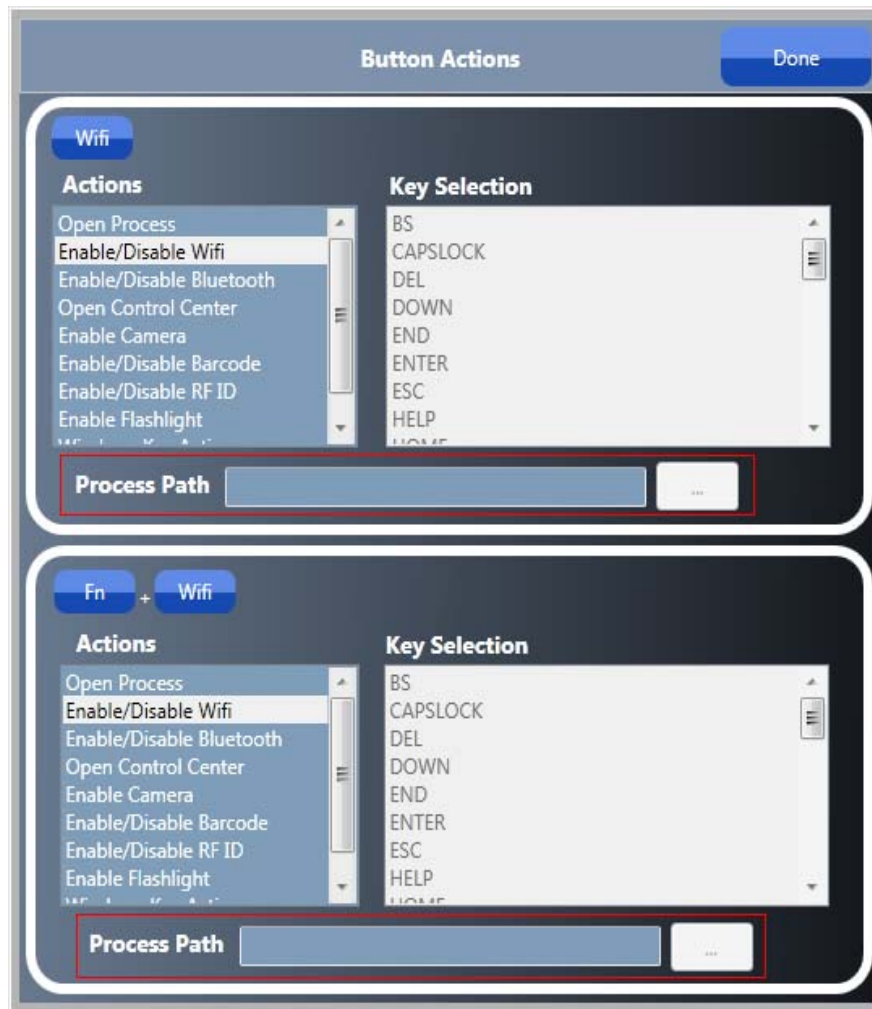 Button Actions
Done
Wifi
Actions
Key Selection
Open Process
Enable/Disable Wifi
Enable/Disable Bluetooth
Open Control Center
Enable Camera
Enable/Disable Barcode
Enable/Disable RF ID
Enable Flashlight
BS
CAPSLOCK
DEL
DOWN
END
ENTER
ESC
HELP
HOME
Process Path
...
Fn + Wifi
Actions
Key Selection
Open Process
Enable/Disable Wifi
Enable/Disable Bluetooth
Open Control Center
Enable Camera
Enable/Disable Barcode
Enable/Disable RF ID
Enable Flashlight
BS
CAPSLOCK
DEL
DOWN
END
ENTER
ESC
HELP
HOME
Process Path
...